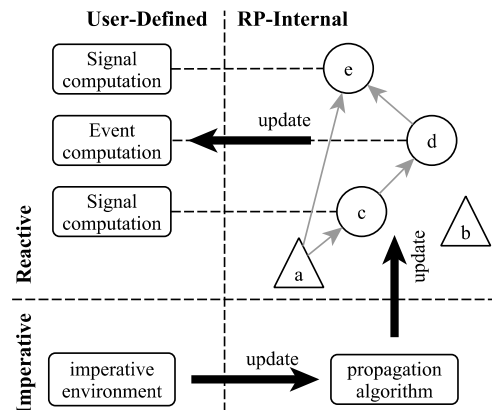 User-Defined
RP-Internal
Signal
computation
e
Event
computation
update
d
Signal
computation
c
b
a
update
Reactive
Imperative
imperative
environment
update
propagation
algorithm